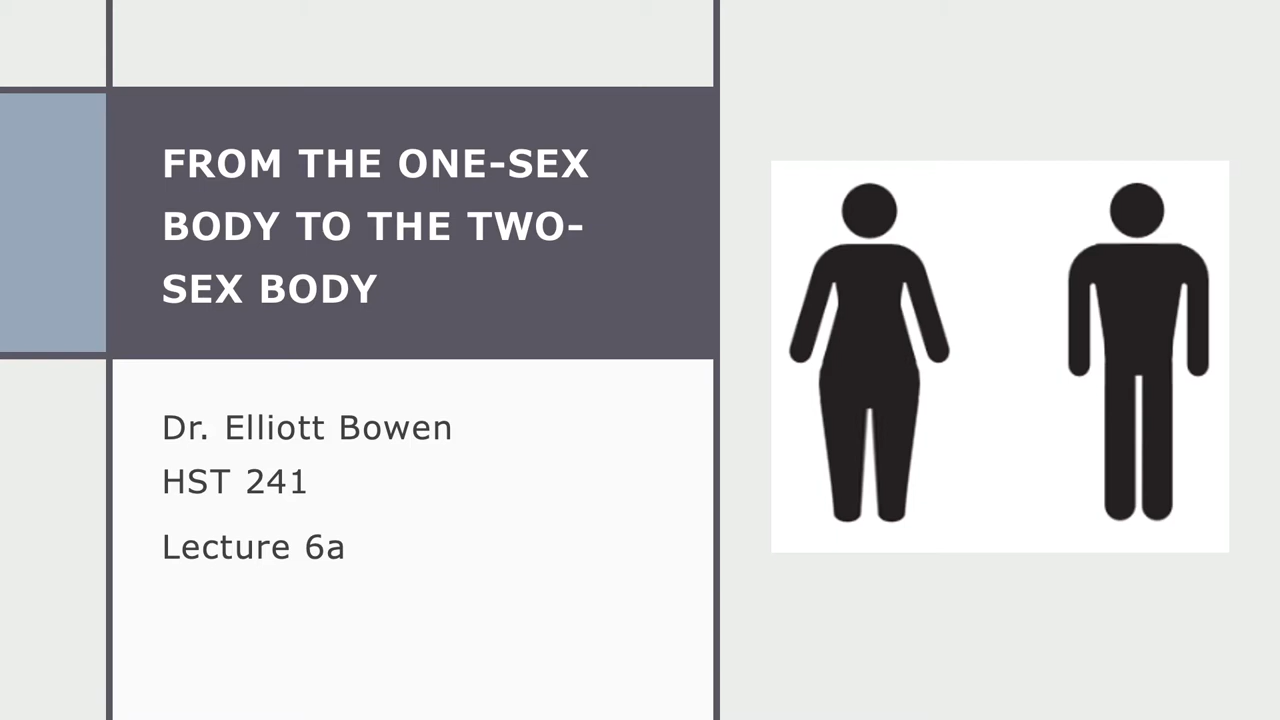 FROM THE ONE-SEX
BODY TO THE TWO-
SEX BODY
Dr. Elliott Bowen
HST 241
Lecture 6a